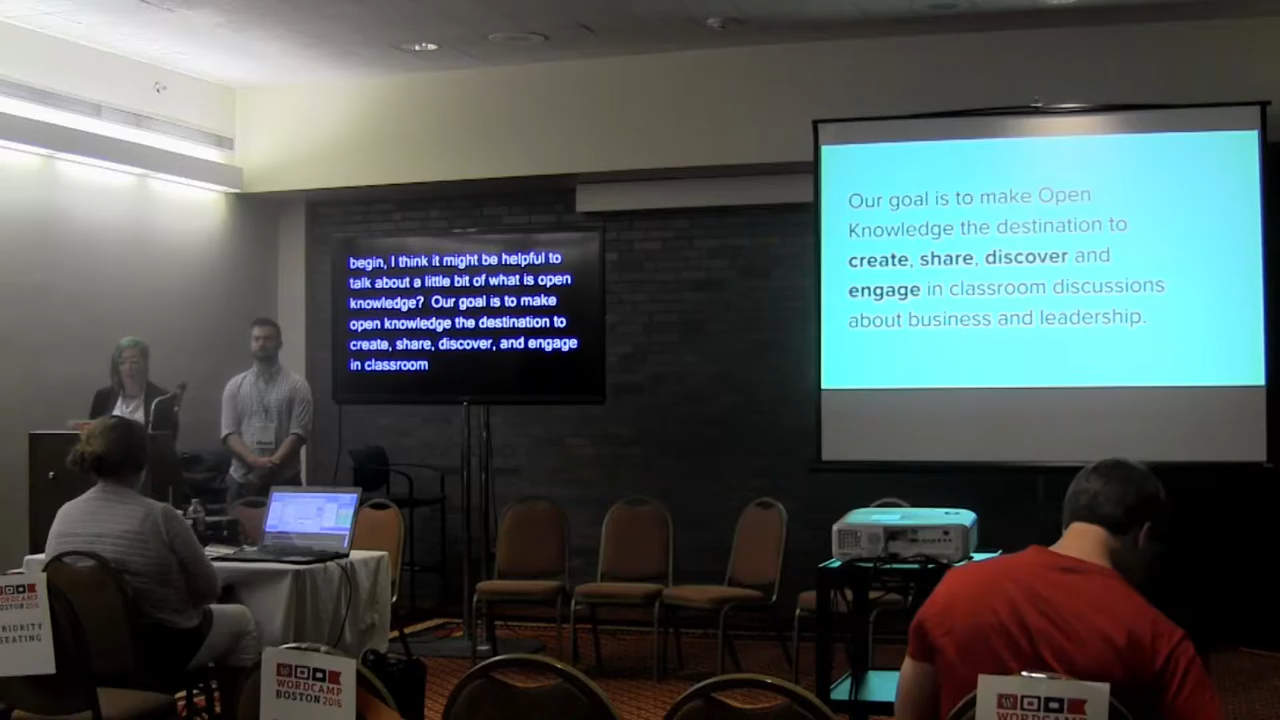 begin, I think it might be helpful to
talk about a little bit of what is open
knowledge? Our goal is to make
open knowledge the destination to
create, share, discover, and engage
in classroom
Our goal is to make Open
Knowledge the destination to
create, share, discover and
engage in classroom discussions
about business and leadership.
WORDCAMP
BOSTON 2016
RIORITY
SEATING
WORDCAMP
BOSTON 2016
WORDCAMP